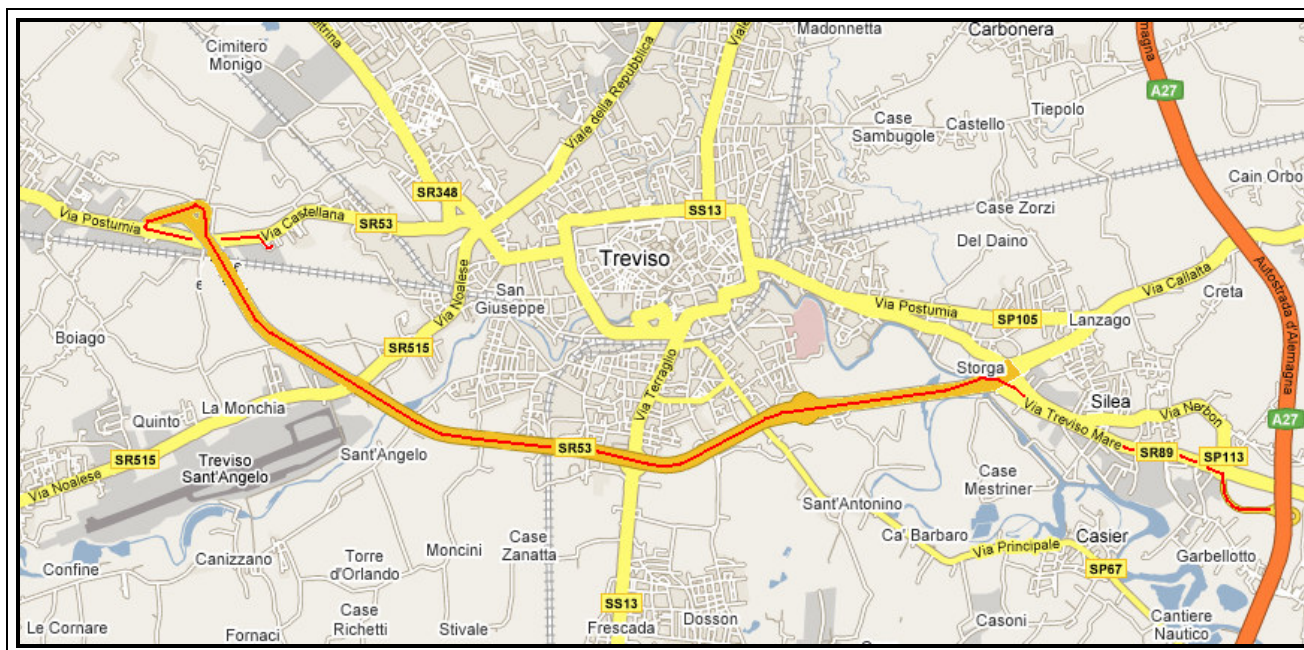 Cimitero
Monigo
eltrina
Viale della Repubblica
Viale
Madonnetta
Carbonera
emagna
A27
Tiepolo
Case
Sambugole
Castello
Cain Orbo
SR348
Via Postumia
Via Castellana
SR53
SS13
Case Zorzi
Treviso
Del Daino
Via Callalta
Autostrada d'Alemagna
Creta
San
Giuseppe
Via Noalese
Via Postumia
SP105
Lanzago
Boiago
SR515
Via Terraglio
Storga
La Monchia
Silea
Via Nerbon
Quinto
Via Treviso Mare
A27
SR515
Treviso
Sant'Angelo
Sant'Angelo
SR53
SR89
SP113
Via Noalese
Case
Mestriner
Sant'Antonino
Case
Zanatta
Ca' Barbaro
Via Principale
Casier
Garbellotto
Canizzano
Moncini
Torre
d'Orlando
Confine
SP67
SS13
Case
Richetti
Le Cornare
Fornaci
Stivale
Frescada
Dosson
Casoni
Cantiere
Nautico